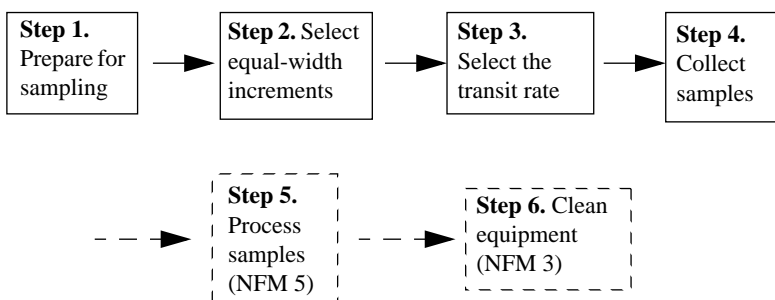 Step 1.
Prepare for
sampling
Step 2. Select
equal-width
increments
Step 3.
Select the
transit rate
Step 4.
Collect
samples
Step 5.
Process
samples
(NFM 5)
Step 6. Clean
equipment
(NFM 3)